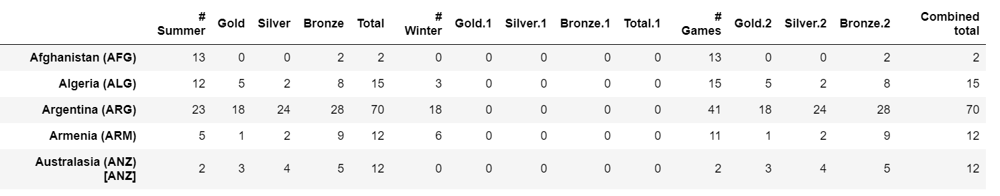 # Summer Gold Silver Bronze Total # Winter Gold.1 Silver.1 Bronze.1 Total.1 # Games Gold.2 Silver.2 Bronze.2 Combined total
Afghanistan (AFG) 13 0 0 2 2 0 0 0 0 0 13 0 0 2 2
Algeria (ALG) 12 5 2 8 15 3 0 0 0 0 15 5 2 8 15
Argentina (ARG) 23 18 24 28 70 18 0 0 0 0 41 18 24 28 70
Armenia (ARM) 5 1 2 9 12 6 0 0 0 0 11 1 2 9 12
Australasia (ANZ) [ANZ] 2 3 4 5 12 0 0 0 0 0 2 3 4 5 12